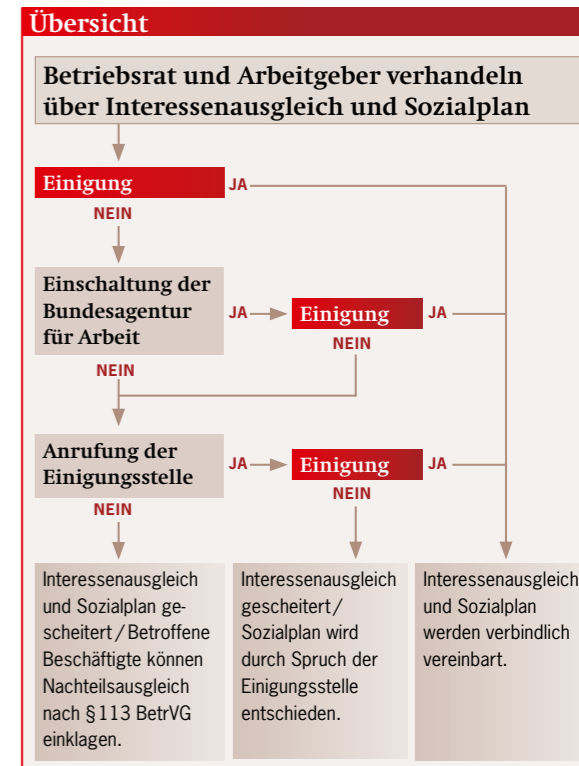 Übersicht
Betriebsrat und Arbeitgeber verhandeln
über Interessenausgleich und Sozialplan
Einigung
JA
NEIN
Einschaltung der
Bundesagentur
für Arbeit
JA
Einigung
JA
NEIN
NEIN
Anrufung der
Einigungsstelle
JA
Einigung
JA
NEIN
NEIN
Interessenausgleich
und Sozialplan ge-
scheitert/Betroffene
Beschäftigte können
Nachteilsausgleich
nach §113 BetrVG
einklagen.
Interessenausgleich
gescheitert/
Sozialplan wird
durch Spruch der
Einigungsstelle
entschieden.
Interessenausgleich
und Sozialplan
werden verbindlich
vereinbart.